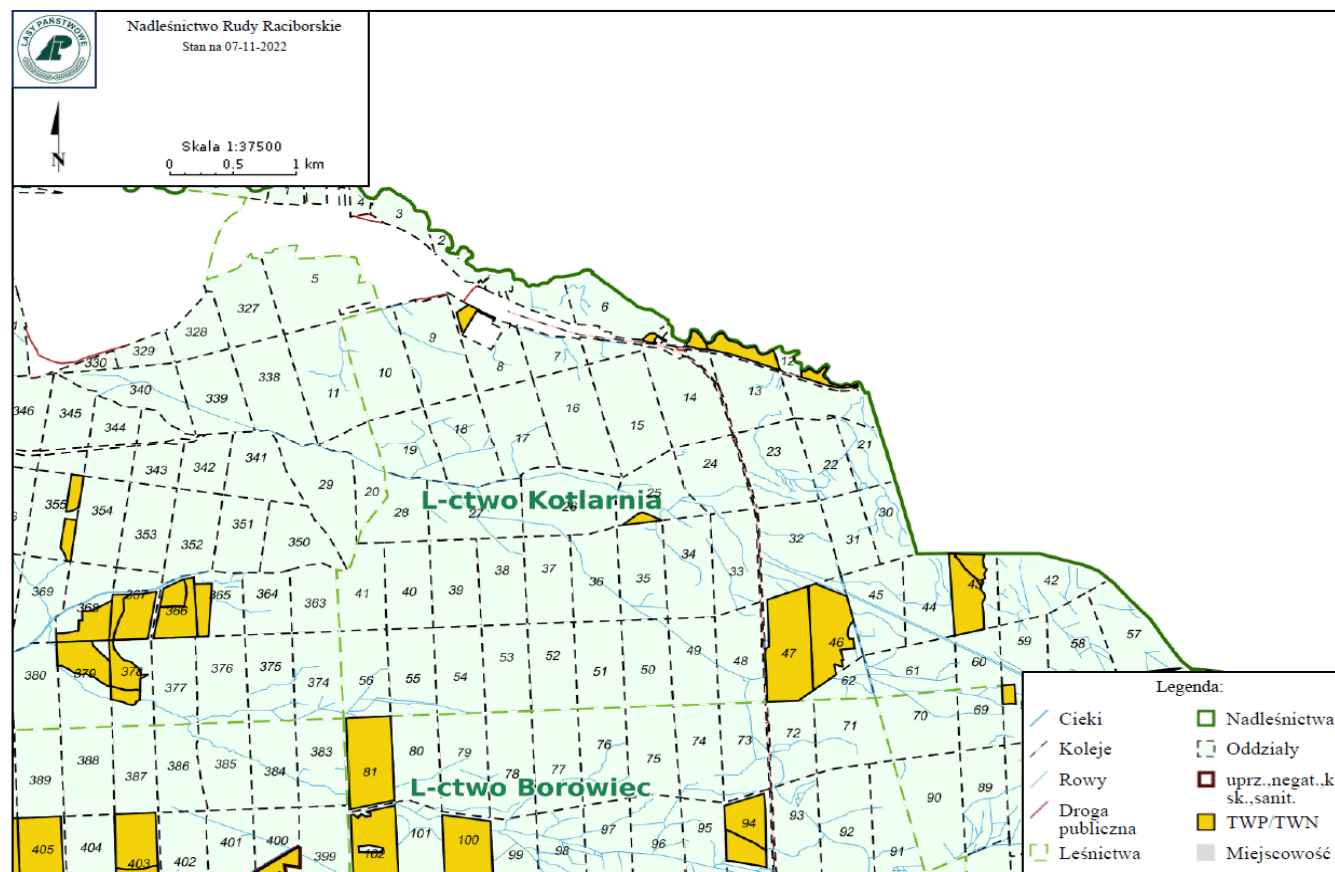 LASY PAŃSTWOWE
Nadleśnictwo Rudy Raciborskie
Stan na 07-11-2022
N
Skala 1:37500
0 0.5 1 km
1 4 3
2
5 6
327
328 9 7 12
329
330 8
338 10 13
340 11 14
339
346 345 16
344 15
18 17 21
19 23
343 342 341 24 22
29 20 25
355 354 L-ctwo Kotlarnia
28 27 26 30
353 351 350 32 31
352 34
38 37 36 35 33
369 368 367 366 365 364 363 41 40 39 45 44 43 42
46 59 58 57
53 52 51 50 49 48 47
380 379 378 377 376 375 374 56 55 54 62 61 60
70 69
389 388 387 386 385 384 383 80 79 78 77 76 75 74 73 72 71
81
L-ctwo Borowiec
90 89
405 404 403 402 401 400 399 102 101 100 99 98 97 96 95 94 93 92 91
Legenda:
Cieki
Koleje
Rowy
Droga
publiczna
Leśnictwa
Nadleśnictwa
Oddziały
uprz.,negat.,k
sk.,sanit.
TWP/TWN
Miejscowość